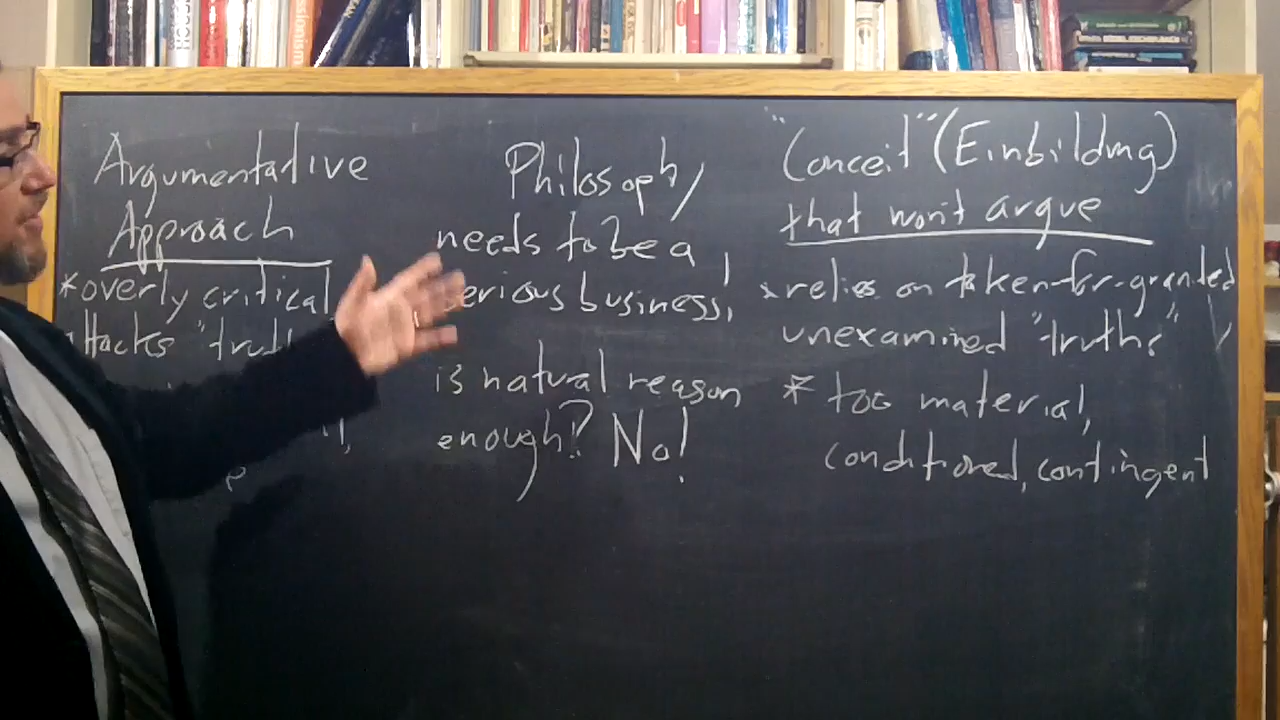 Argumentative
Approach
* overly critical
attacks "truth
Philosophy
needs to be a
serious business!
is natural reason
enough? No!
"Conceit" (Einbildung)
that won't argue
* relies on taken-for-granted,
unexamined "truths"
* too material,
conditioned, contingent